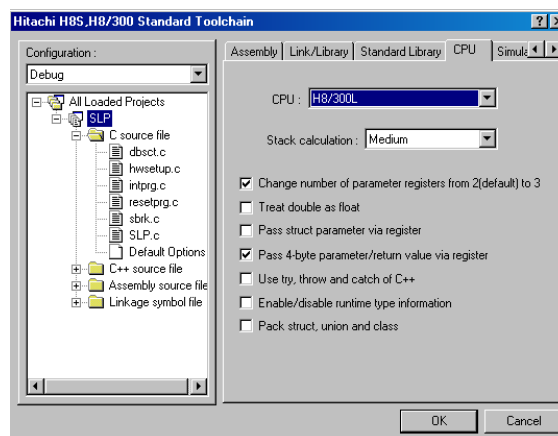 Hitachi H8S,H8/300 Standard Toolchain
Configuration :
Debug
All Loaded Projects
SLP
C source file
dbsct.c
hwsetup.c
intprg.c
resetprg.c
sbrk.c
SLP.c
Default Options
C++ source file
Assembly source file
Linkage symbol file
Assembly
Link/Library
Standard Library
CPU
Simula
CPU :
H8/300L
Stack calculation :
Medium
Change number of parameter registers from 2(default) to 3
Treat double as float
Pass struct parameter via register
Pass 4-byte parameter/return value via register
Use try, throw and catch of C++
Enable/disable runtime type information
Pack struct, union and class
OK
Cancel